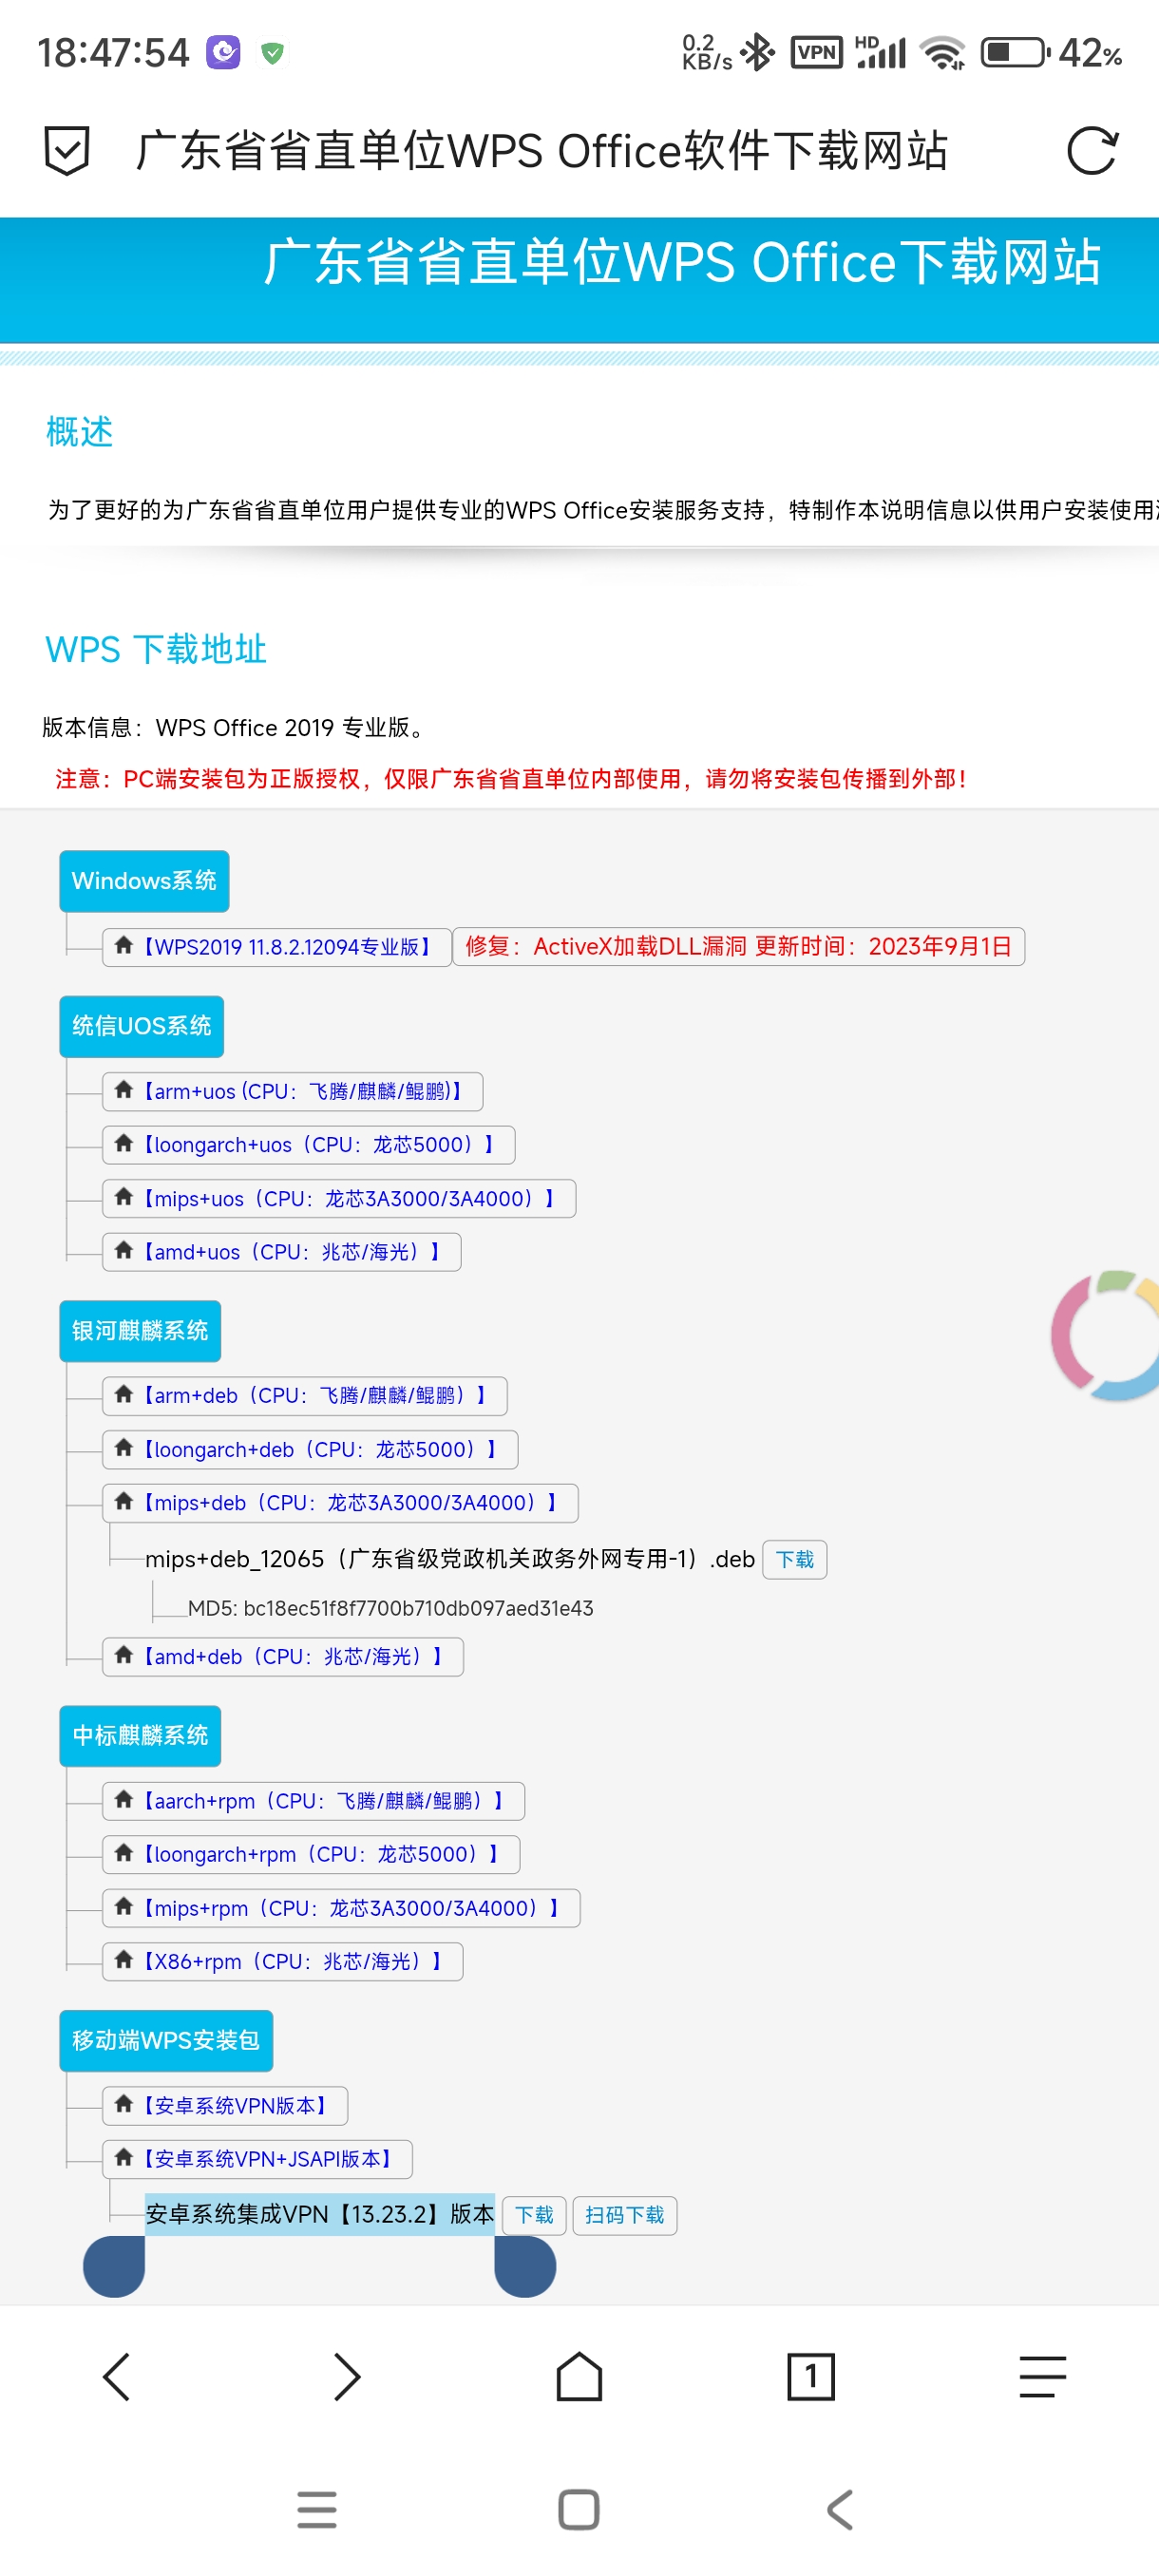 18:47:54 0.2 KB/s VPN HD 42%
广东省省直单位WPS Office软件下载网站
广东省省直单位WPS Office下载网站
概述
为了更好的为广东省省直单位用户提供专业的WPS Office安装服务支持，特制作本说明信息以供用户安装使用
WPS 下载地址
版本信息：WPS Office 2019 专业版。
注意：PC端安装包为正版授权，仅限广东省省直单位内部使用，请勿将安装包传播到外部！
Windows系统
【WPS2019 11.8.2.12094专业版】 修复：ActiveX加载DLL漏洞 更新时间：2023年9月1日
统信UOS系统
【arm+uos (CPU：飞腾/麒麟/鲲鹏)】
【loongarch+uos（CPU：龙芯5000）】
【mips+uos（CPU：龙芯3A3000/3A4000）】
【amd+uos（CPU：兆芯/海光）】
银河麒麟系统
【arm+deb（CPU：飞腾/麒麟/鲲鹏）】
【loongarch+deb（CPU：龙芯5000）】
【mips+deb（CPU：龙芯3A3000/3A4000）】
mips+deb_12065（广东省级党政机关政务外网专用-1）.deb 下载
MD5: bc18ec51f8f7700b710db097aed31e43
【amd+deb（CPU：兆芯/海光）】
中标麒麟系统
【aarch+rpm（CPU：飞腾/麒麟/鲲鹏）】
【loongarch+rpm（CPU：龙芯5000）】
【mips+rpm（CPU：龙芯3A3000/3A4000）】
【X86+rpm（CPU：兆芯/海光）】
移动端WPS安装包
【安卓系统VPN版本】
【安卓系统VPN+JSAPI版本】
安卓系统集成VPN【13.23.2】版本 下载 扫码下载
1